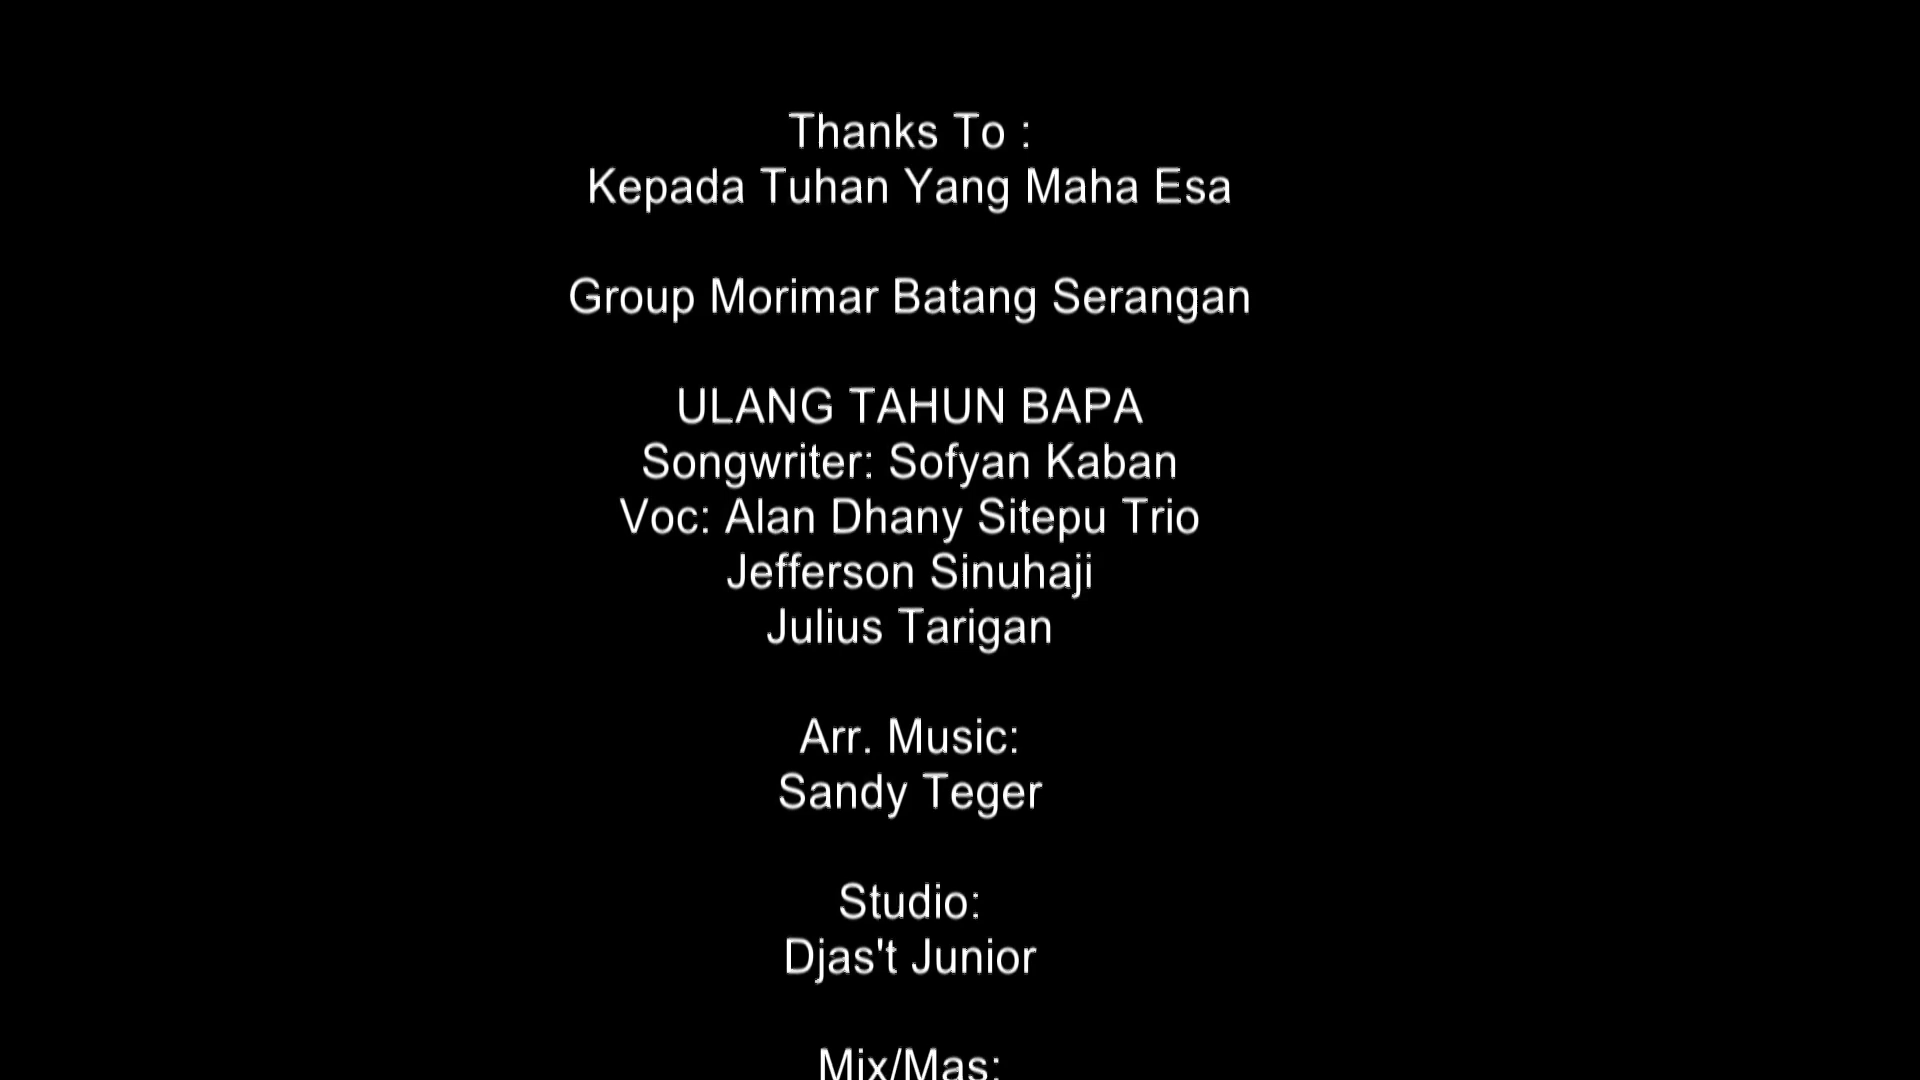 Thanks To :
Kepada Tuhan Yang Maha Esa
Group Morimar Batang Serangan
ULANG TAHUN BAPA
Songwriter: Sofyan Kaban
Voc: Alan Dhany Sitepu Trio
Jefferson Sinuhaji
Julius Tarigan
Arr. Music:
Sandy Teger
Studio:
Djas't Junior
Mix/Mas: